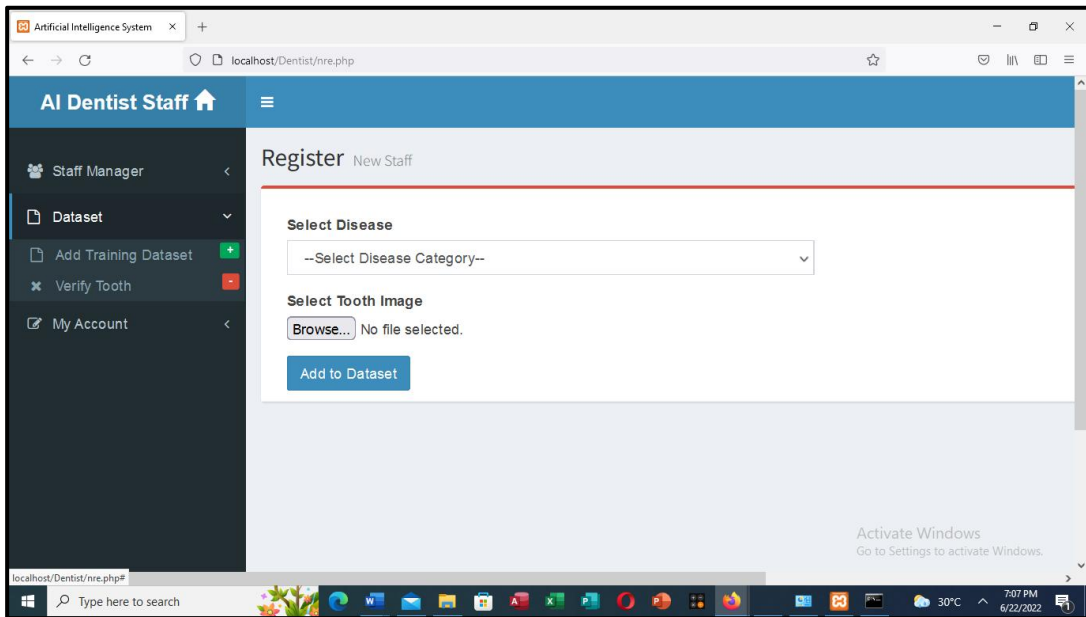 Artificial Intelligence System
localhost/Dentist/nre.php
AI Dentist Staff
Staff Manager
Dataset
Add Training Dataset +
Verify Tooth -
My Account
Register New Staff
Select Disease
--Select Disease Category--
Select Tooth Image
Browse... No file selected.
Add to Dataset
Activate Windows
Go to Settings to activate Windows.
localhost/Dentist/nre.php#
Type here to search
30°C
7:07 PM
6/22/2022